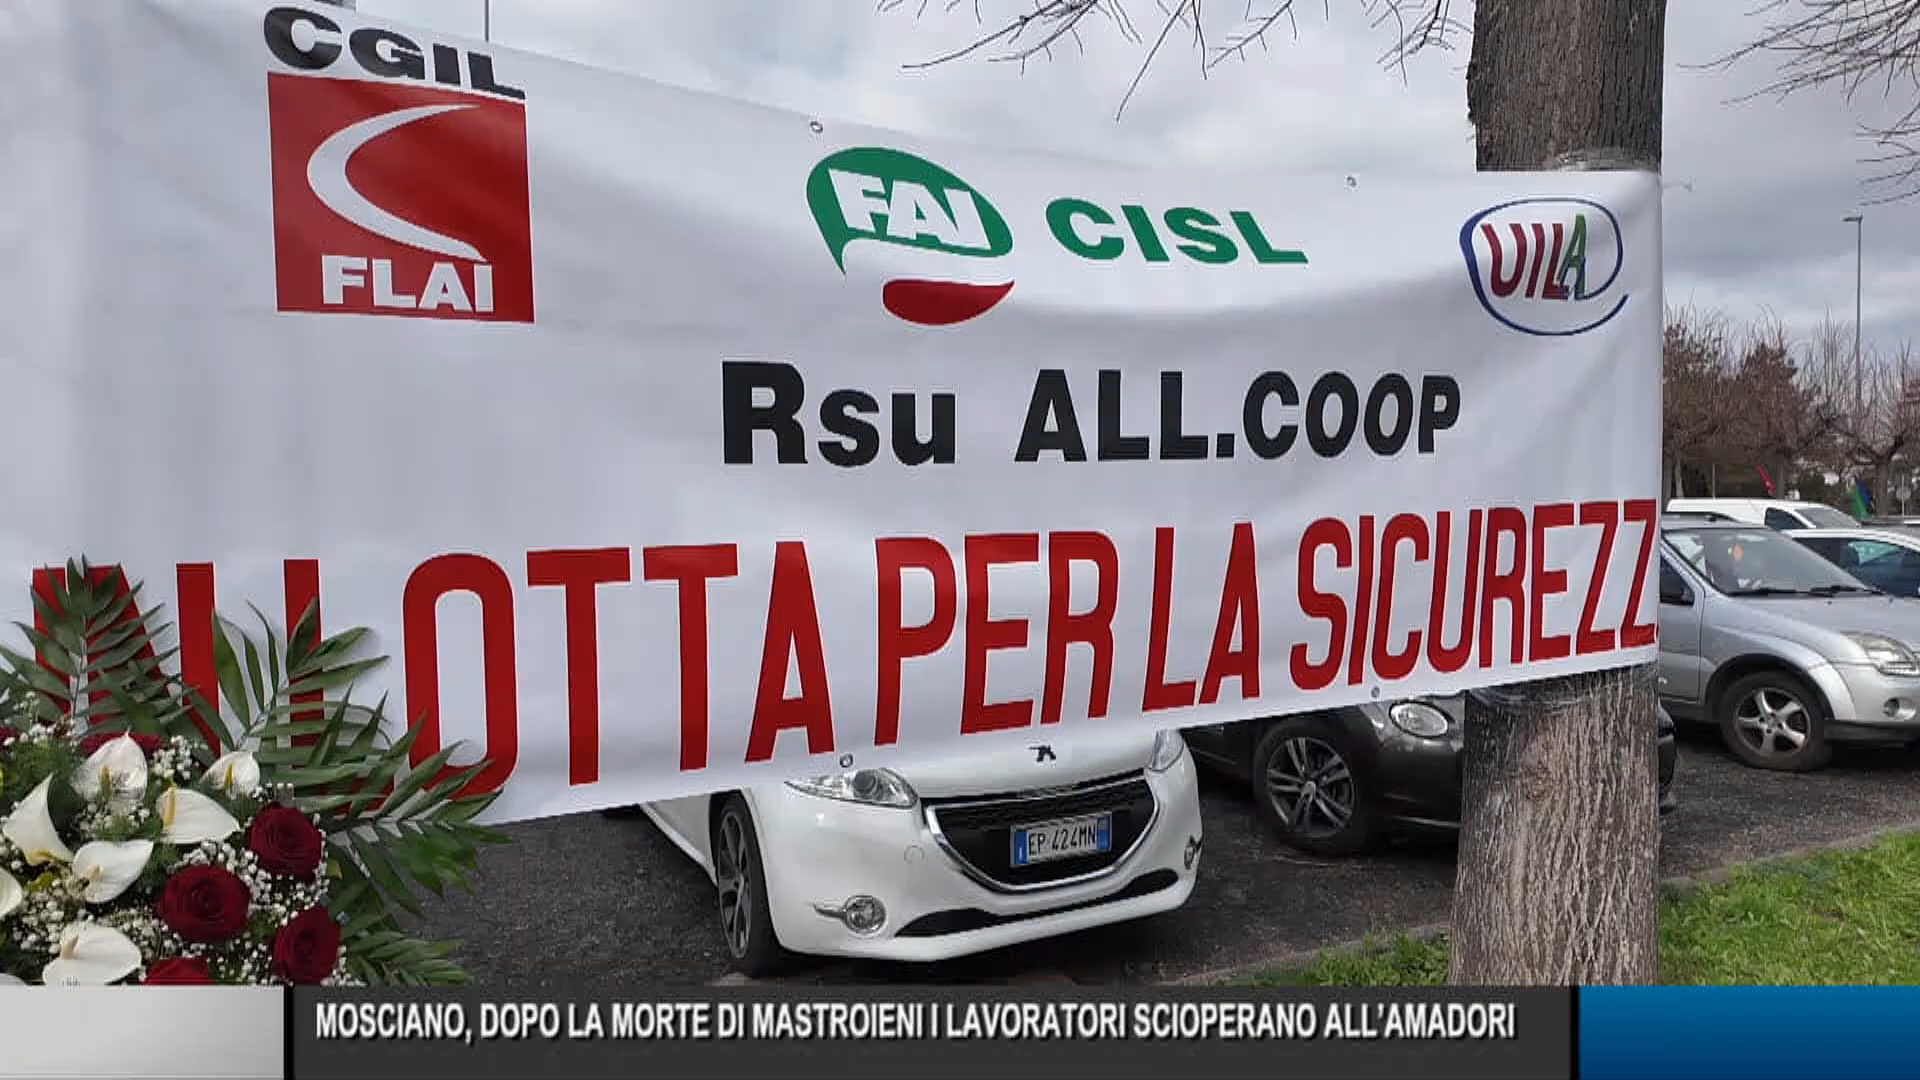 CGIL
FLAI
FAI CISL
UILA
Rsu ALL.COOP
LOTTA PER LA SICUREZZ
EP 424MN
MOSCIANO, DOPO LA MORTE DI MASTROIENI I LAVORATORI SCIOPERANO ALL'AMADORI